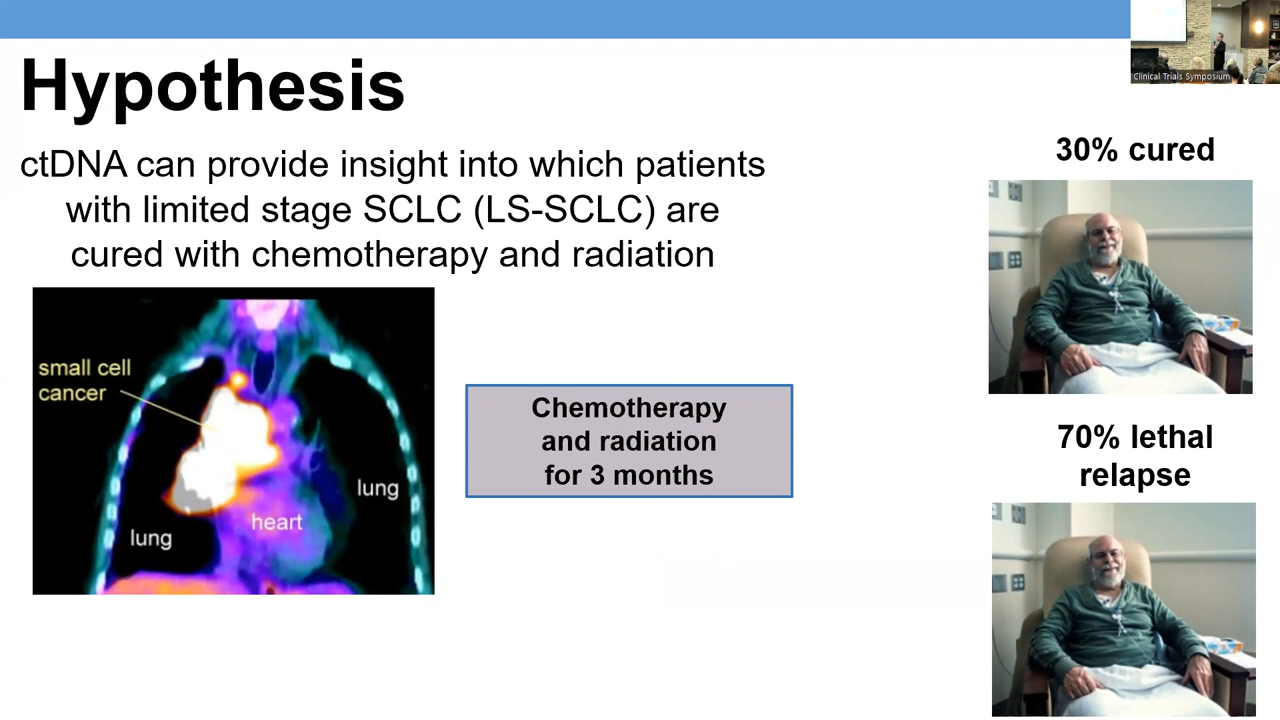 Clinical Trials Symposium
Hypothesis
ctDNA can provide insight into which patients
with limited stage SCLC (LS-SCLC) are
cured with chemotherapy and radiation
small cell
cancer
lung
heart
lung
Chemotherapy
and radiation
for 3 months
30% cured
70% lethal
relapse